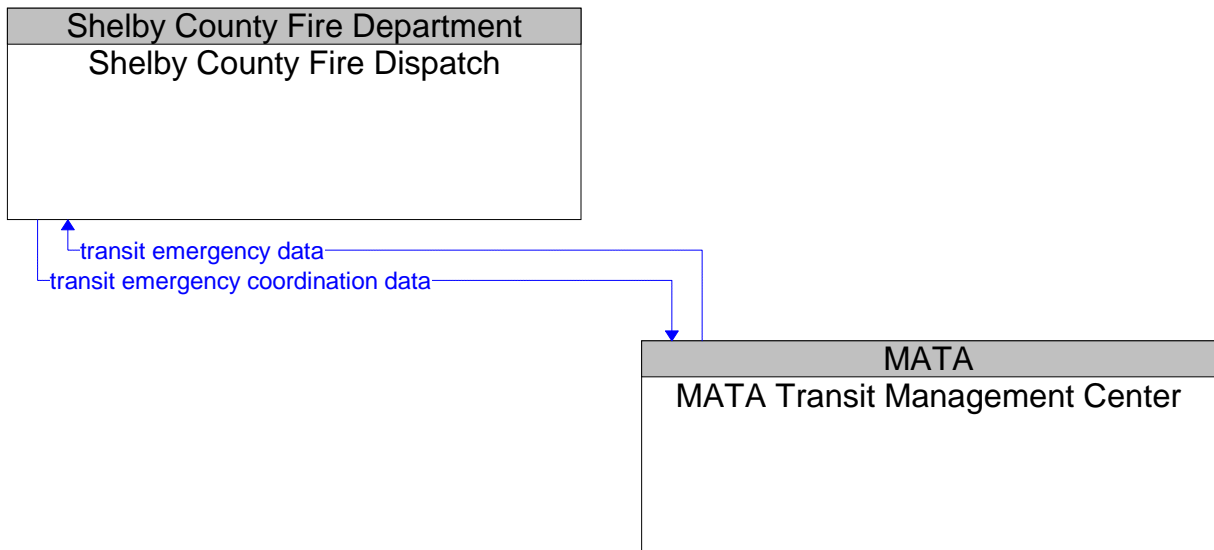 Shelby County Fire Department
Shelby County Fire Dispatch
transit emergency data
transit emergency coordination data
MATA
MATA Transit Management Center